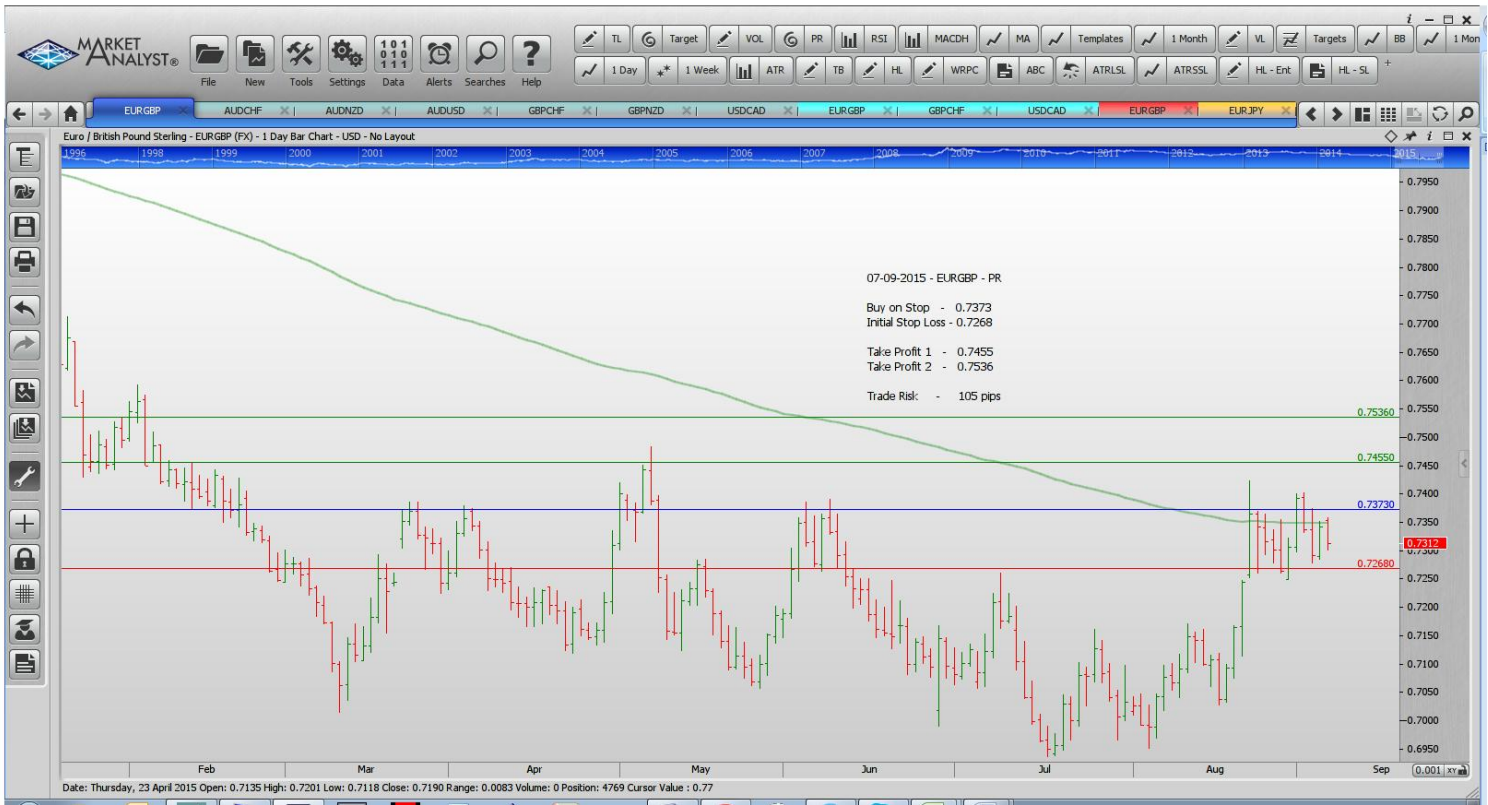 MARKET
ANALYST®
File
New
Tools
Settings
101
010
111
Data
Alerts
Searches
Help
TL
Target
VOL
PR
RSI
MACDH
MA
Templates
1 Month
VL
Targets
BB
1 Mon
1 Day
1 Week
ATR
TB
HL
WRPC
ABC
ATRLSL
ATRSSL
HL - Ent
HL - SL
EURGBP
AUDCHF
AUDNZD
AUDUSD
GBPCHF
GBPNZD
USDCAD
EURGBP
GBPCHF
USDCAD
EURGBP
EURJPY
Euro / British Pound Sterling - EURGBP (FX) - 1 Day Bar Chart - USD - No Layout
1996 1998 1999 2000 2001 2002 2003 2004 2005 2006 2007 2008 2009 2010 2011 2012 2013 2014 2015
07-09-2015 - EURGBP - PR
Buy on Stop - 0.7373
Initial Stop Loss - 0.7268
Take Profit 1 - 0.7455
Take Profit 2 - 0.7536
Trade Risk - 105 pips
0.75360
0.74550
0.73730
0.72680
0.7950
0.7900
0.7850
0.7800
0.7750
0.7700
0.7650
0.7600
0.7550
0.7500
0.7450
0.7400
0.7350
0.7312
0.7300
0.7250
0.7200
0.7150
0.7100
0.7050
0.7000
0.6950
Feb Mar Apr May Jun Jul Aug Sep
0.001 XY
Date: Thursday, 23 April 2015 Open: 0.7135 High: 0.7201 Low: 0.7118 Close: 0.7190 Range: 0.0083 Volume: 0 Position: 4769 Cursor Value : 0.77